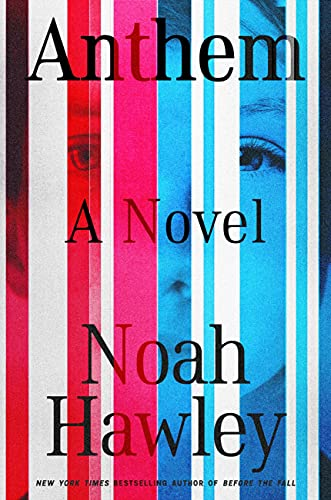 Anthem
A Novel
Noah
Hawley
NEW YORK TIMES BESTSELLING AUTHOR OF BEFORE THE FALL